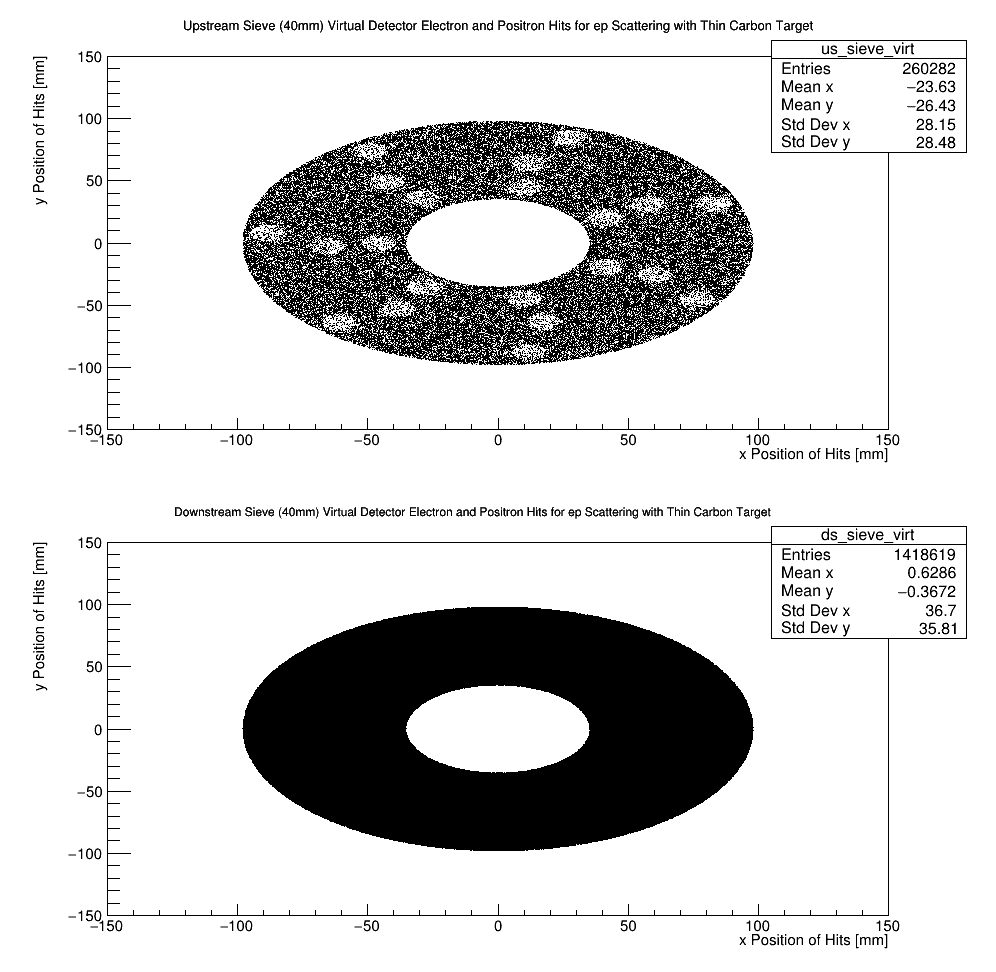 Upstream Sieve (40mm) Virtual Detector Electron and Positron Hits for ep Scattering with Thin Carbon Target
us_sieve_virt
Entries 260282
Mean x −23.63
Mean y −26.43
Std Dev x 28.15
Std Dev y 28.48
y Position of Hits [mm]
150
100
50
0
−50
−100
−150
−150 −100 −50 0 50 100 150
x Position of Hits [mm]
Downstream Sieve (40mm) Virtual Detector Electron and Positron Hits for ep Scattering with Thin Carbon Target
ds_sieve_virt
Entries 1418619
Mean x 0.6286
Mean y −0.3672
Std Dev x 36.7
Std Dev y 35.81
y Position of Hits [mm]
150
100
50
0
−50
−100
−150
−150 −100 −50 0 50 100 150
x Position of Hits [mm]